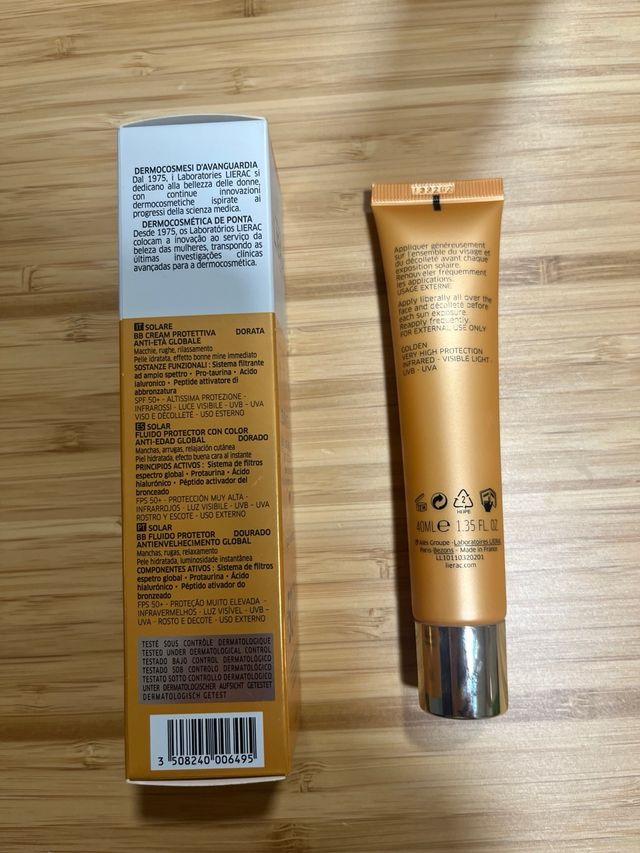 DERMOCOSMESI D'AVANGUARDIA
Dal 1975, i Laboratories LIERAC si
dedicano alla bellezza delle donne,
con continue innovazioni
dermocosmetiche ispirate ai
progressi della scienza medica.
DERMOCOSMÉTICA DE PONTA
Desde 1975, os Laboratórios LIERAC
colocam a inovação ao serviço da
beleza das mulheres, transpondo as
últimas investigações clínicas
avançadas para a dermocosmética.
IT SOLARE
BB CREAM PROTETTIVA DORATA
ANTI-ETÀ GLOBALE
Macchie, rughe, rilassamento
Pelle idratata, effetto bonne mine immediato
SOSTANZE FUNZIONALI : Sistema filtrante
ad ampio spettro • Pro-taurina • Acido
ialuronico • Peptide attivatore di
abbronzatura
SPF 50+ - ALTISSIMA PROTEZIONE -
INFRAROSSI - LUCE VISIBILE - UVB - UVA
VISO E DÉCOLLETÉ - USO ESTERNO
ES SOLAR
FLUIDO PROTECTOR CON COLOR
ANTI-EDAD GLOBAL DORADO
Manchas, arrugas, relajación cutánea
Piel hidratada, efecto buena cara al instante
PRINCIPIOS ACTIVOS : Sistema de filtros
espectro global • Protaurina • Ácido
hialurónico • Péptido activador del
bronceado
FPS 50+ - PROTECCIÓN MUY ALTA -
INFRARROJOS - LUZ VISIBLE - UVB - UVA
ROSTRO Y ESCOTE - USO EXTERNO
PT SOLAR
BB FLUIDO PROTETOR DOURADO
ANTIENVELHECIMENTO GLOBAL
Manchas, rugas, relaxamento
Pele hidratada, luminosidade instantânea
COMPONENTES ATIVOS : Sistema de filtros
espetro global • Protaurina • Ácido
hialurónico • Péptido ativador do
bronzeado
FPS 50+ - PROTEÇÃO MUITO ELEVADA -
INFRAVERMELHOS - LUZ VISÍVEL - UVB -
UVA - ROSTO E DECOTE - USO EXTERNO
TESTÉ SOUS CONTRÔLE DERMATOLOGIQUE
TESTED UNDER DERMATOLOGICAL CONTROL
TESTADO BAJO CONTROL DERMATOLÓGICO
TESTADO SOB CONTROLO DERMATOLÓGICO
TESTATO SOTTO CONTROLLO DERMATOLOGICO
UNTER DERMATOLOGISCHER AUFSICHT GETESTET
DERMATOLOGISCH GETEST
3 508240 006495
Appliquer généreusement
sur l'ensemble du visage et
du décolleté avant chaque
exposition solaire.
Renouveler fréquemment
les applications.
USAGE EXTERNE
Apply liberally all over the
face and décolleté before
each sun exposure.
Reapply frequently.
FOR EXTERNAL USE ONLY
GOLDEN
VERY HIGH PROTECTION
INFRARED - VISIBLE LIGHT
UVB - UVA
2
HDPE
40ML e 1.35 FL. OZ
Alès Groupe - Laboratoires LIERAC
Paris-Bezons - Made in France
LL10110320201
lierac.com